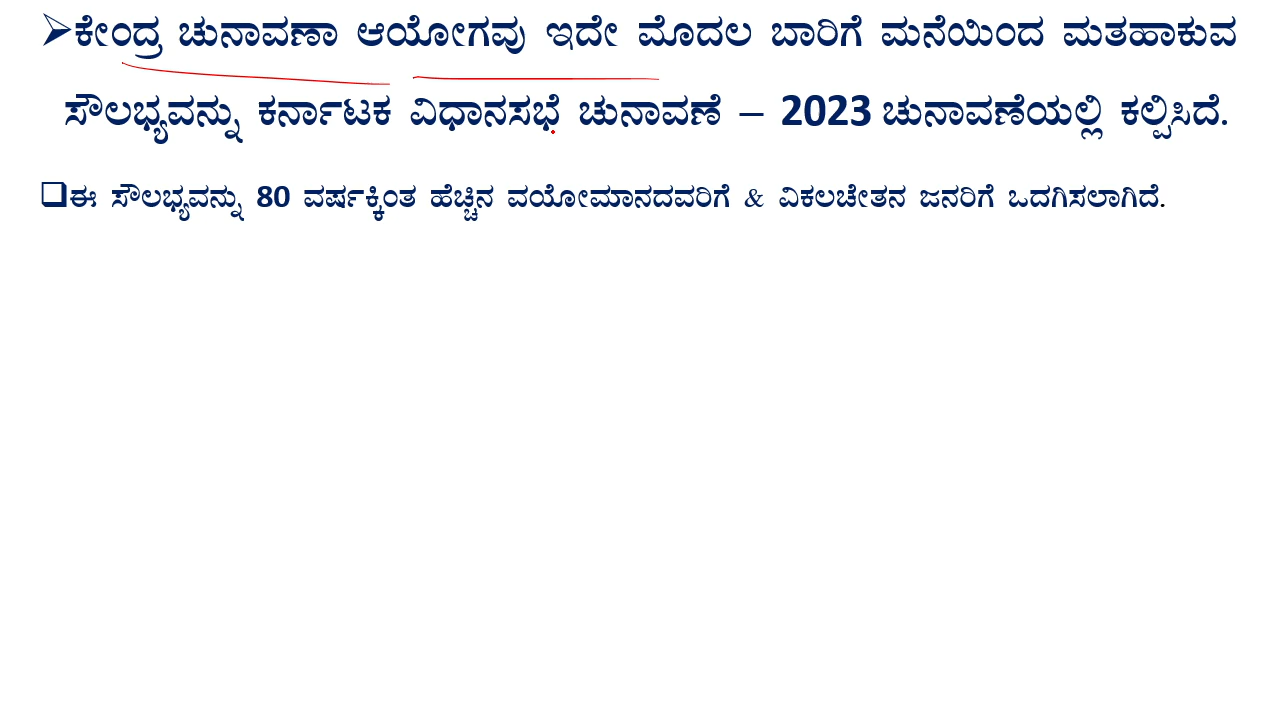 ➢ಕೇಂದ್ರ ಚುನಾವಣಾ ಆಯೋಗವು ಇದೇ ಮೊದಲ ಬಾರಿಗೆ ಮನೆಯಿಂದ ಮತಹಾಕುವ
ಸೌಲಭ್ಯವನ್ನು ಕರ್ನಾಟಕ ವಿಧಾನಸಭೆ ಚುನಾವಣೆ – 2023 ಚುನಾವಣೆಯಲ್ಲಿ ಕಲ್ಪಿಸಿದೆ.
❑ಈ ಸೌಲಭ್ಯವನ್ನು 80 ವರ್ಷಕ್ಕಿಂತ ಹೆಚ್ಚಿನ ವಯೋಮಾನದವರಿಗೆ & ವಿಕಲಚೇತನ ಜನರಿಗೆ ಒದಗಿಸಲಾಗಿದೆ.